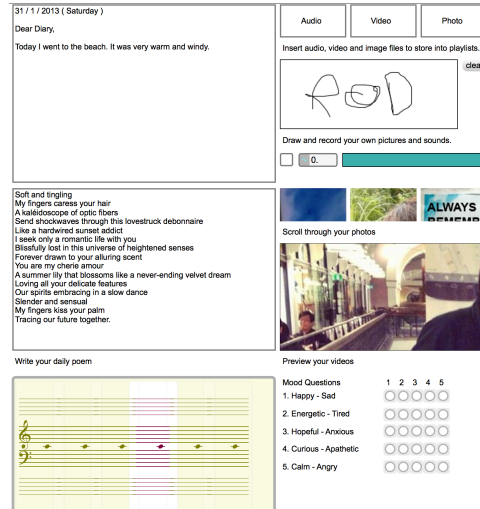 31 / 1 / 2013 ( Saturday )
Dear Diary,
Today I went to the beach. It was very warm and windy.
Audio
Video
Photo
Insert audio, video and image files to store into playlists.
ROD
clea
Draw and record your own pictures and sounds.
0.
Soft and tingling
My fingers caress your hair
A kaléidoscope of optic fibers
Send shockwaves through this lovestruck debonnaire
Like a hardwired sunset addict
I seek only a romantic life with you
Blissfully lost in this universe of heightened senses
Forever drawn to your alluring scent
You are my cherie amour
A summer lily that blossoms like a never-ending velvet dream
Loving all your delicate features
Our spirits embracing in a slow dance
Slender and sensual
My fingers kiss your palm
Tracing our future together.
ALWAYS
REMEMB
Scroll through your photos
Write your daily poem
Preview your videos
Mood Questions 1 2 3 4 5
1. Happy - Sad
2. Energetic - Tired
3. Hopeful - Anxious
4. Curious - Apathetic
5. Calm - Angry